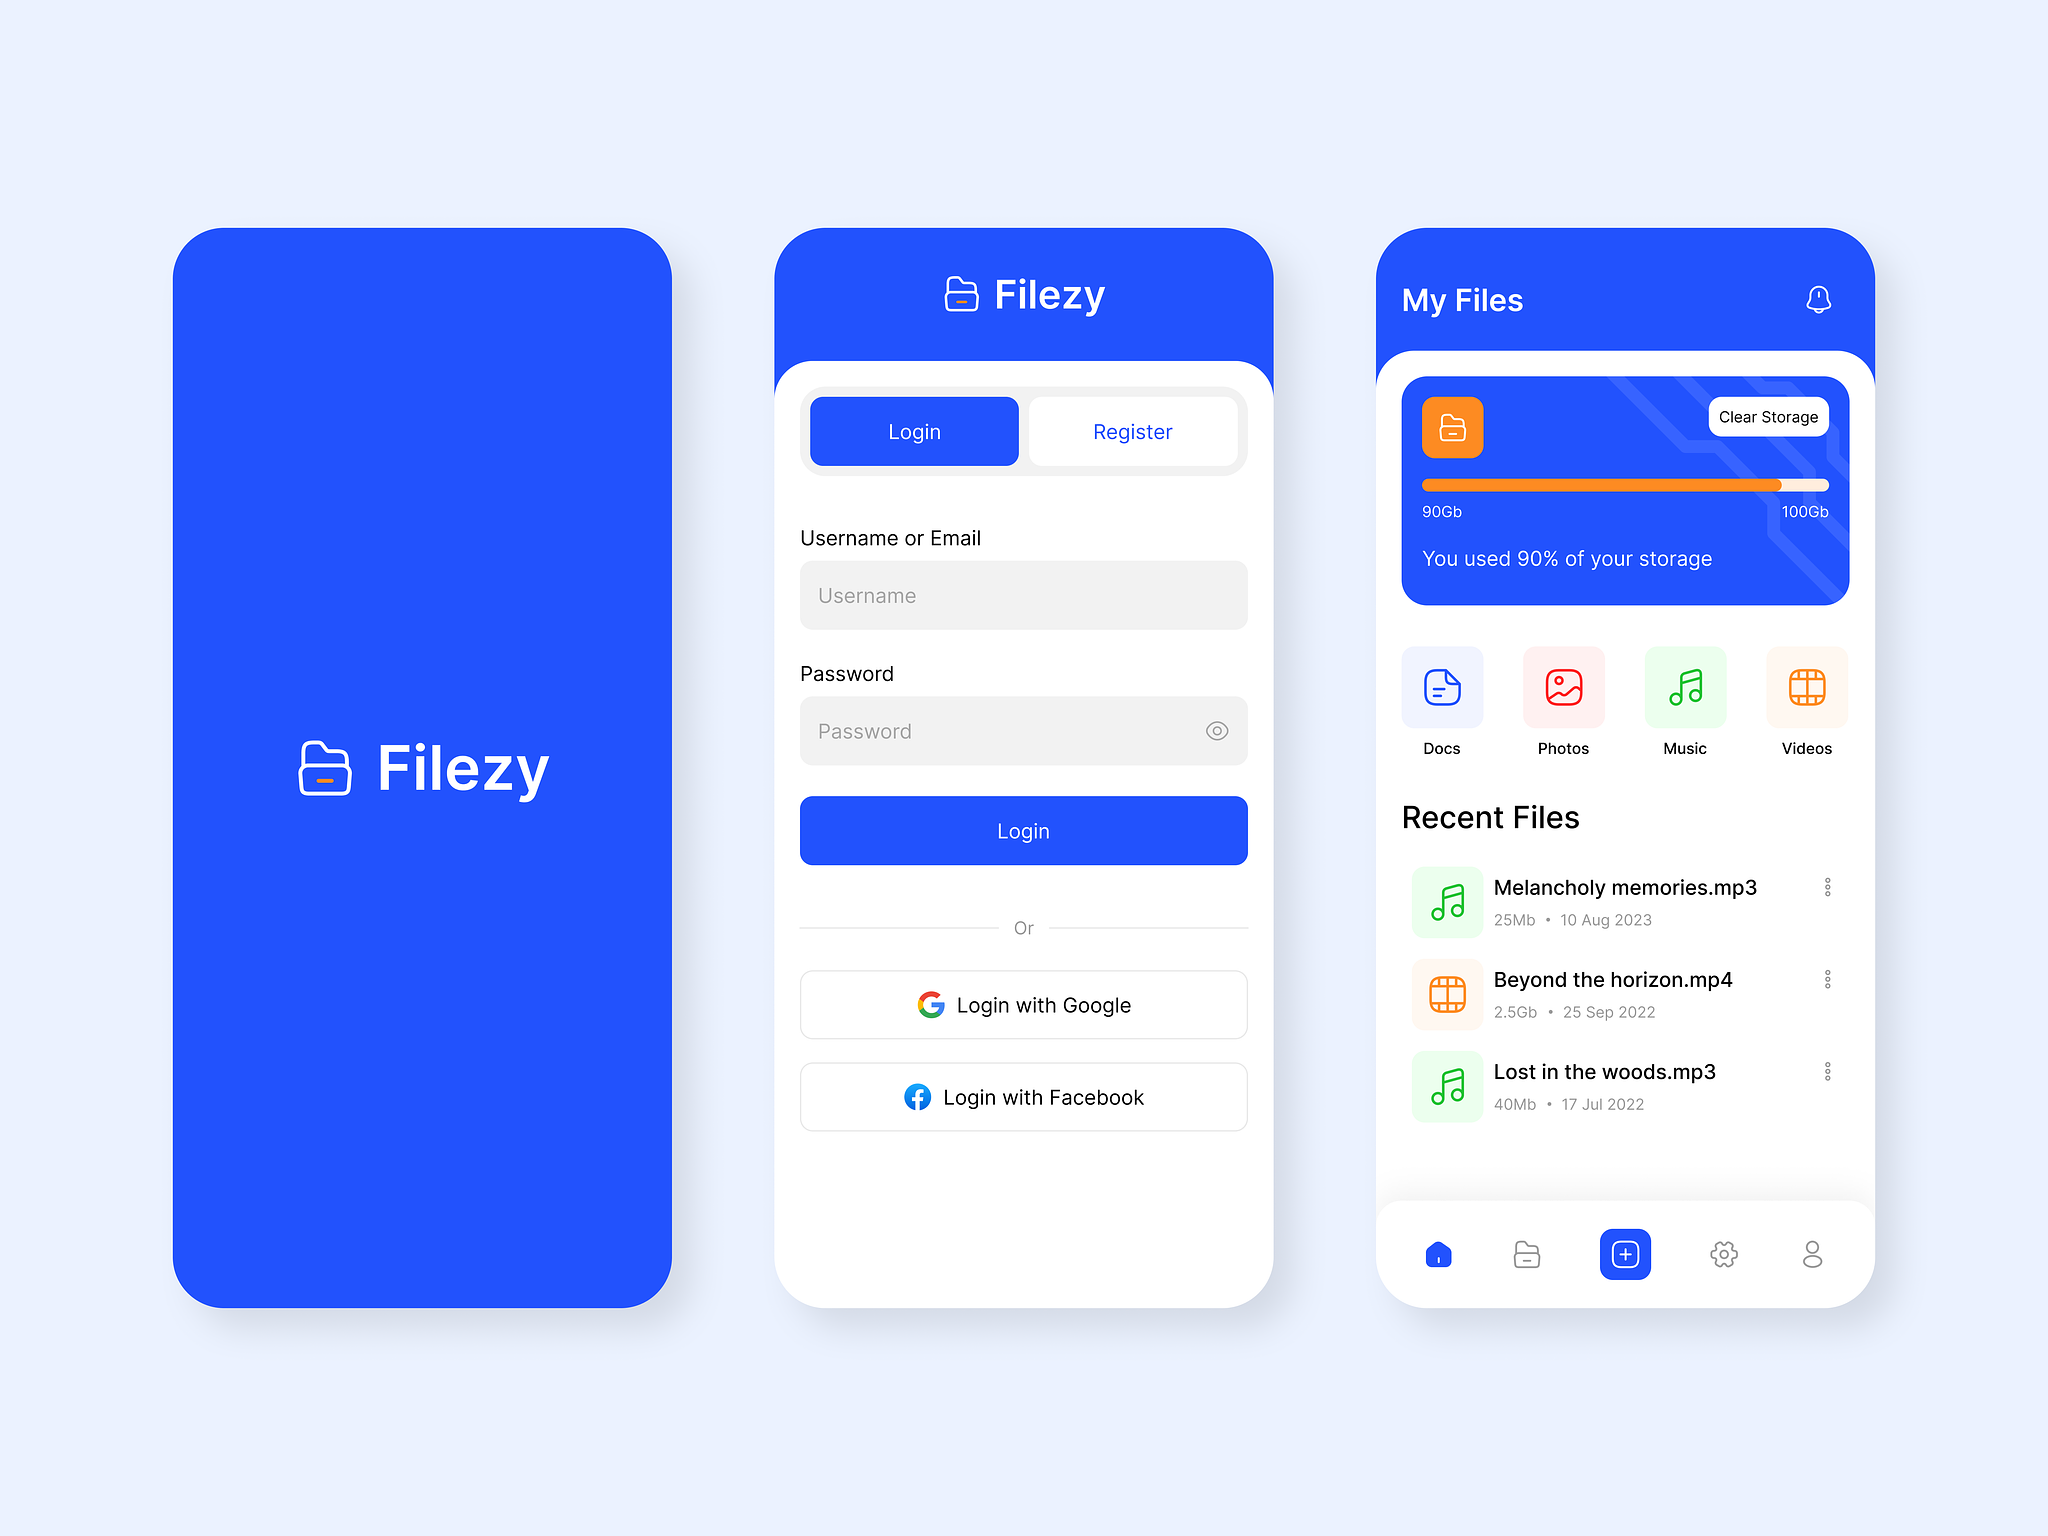 Filezy
Filezy
Login
Register
Username or Email
Username
Password
Password
Login
Or
Login with Google
Login with Facebook
My Files
Clear Storage
90Gb
100Gb
You used 90% of your storage
Docs
Photos
Music
Videos
Recent Files
Melancholy memories.mp3
25Mb • 10 Aug 2023
Beyond the horizon.mp4
2.5Gb • 25 Sep 2022
Lost in the woods.mp3
40Mb • 17 Jul 2022